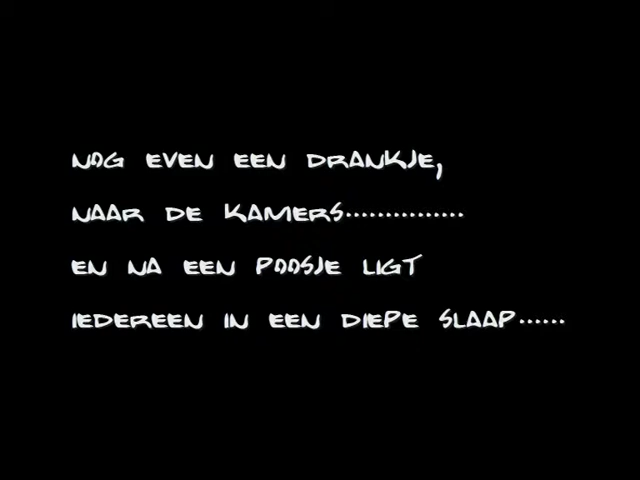 NOG EVEN EEN DRANKJE,
NAAR DE KAMERS...............
EN NA EEN POOSJE LIGT
IEDEREEN IN EEN DIEPE SLAAP......